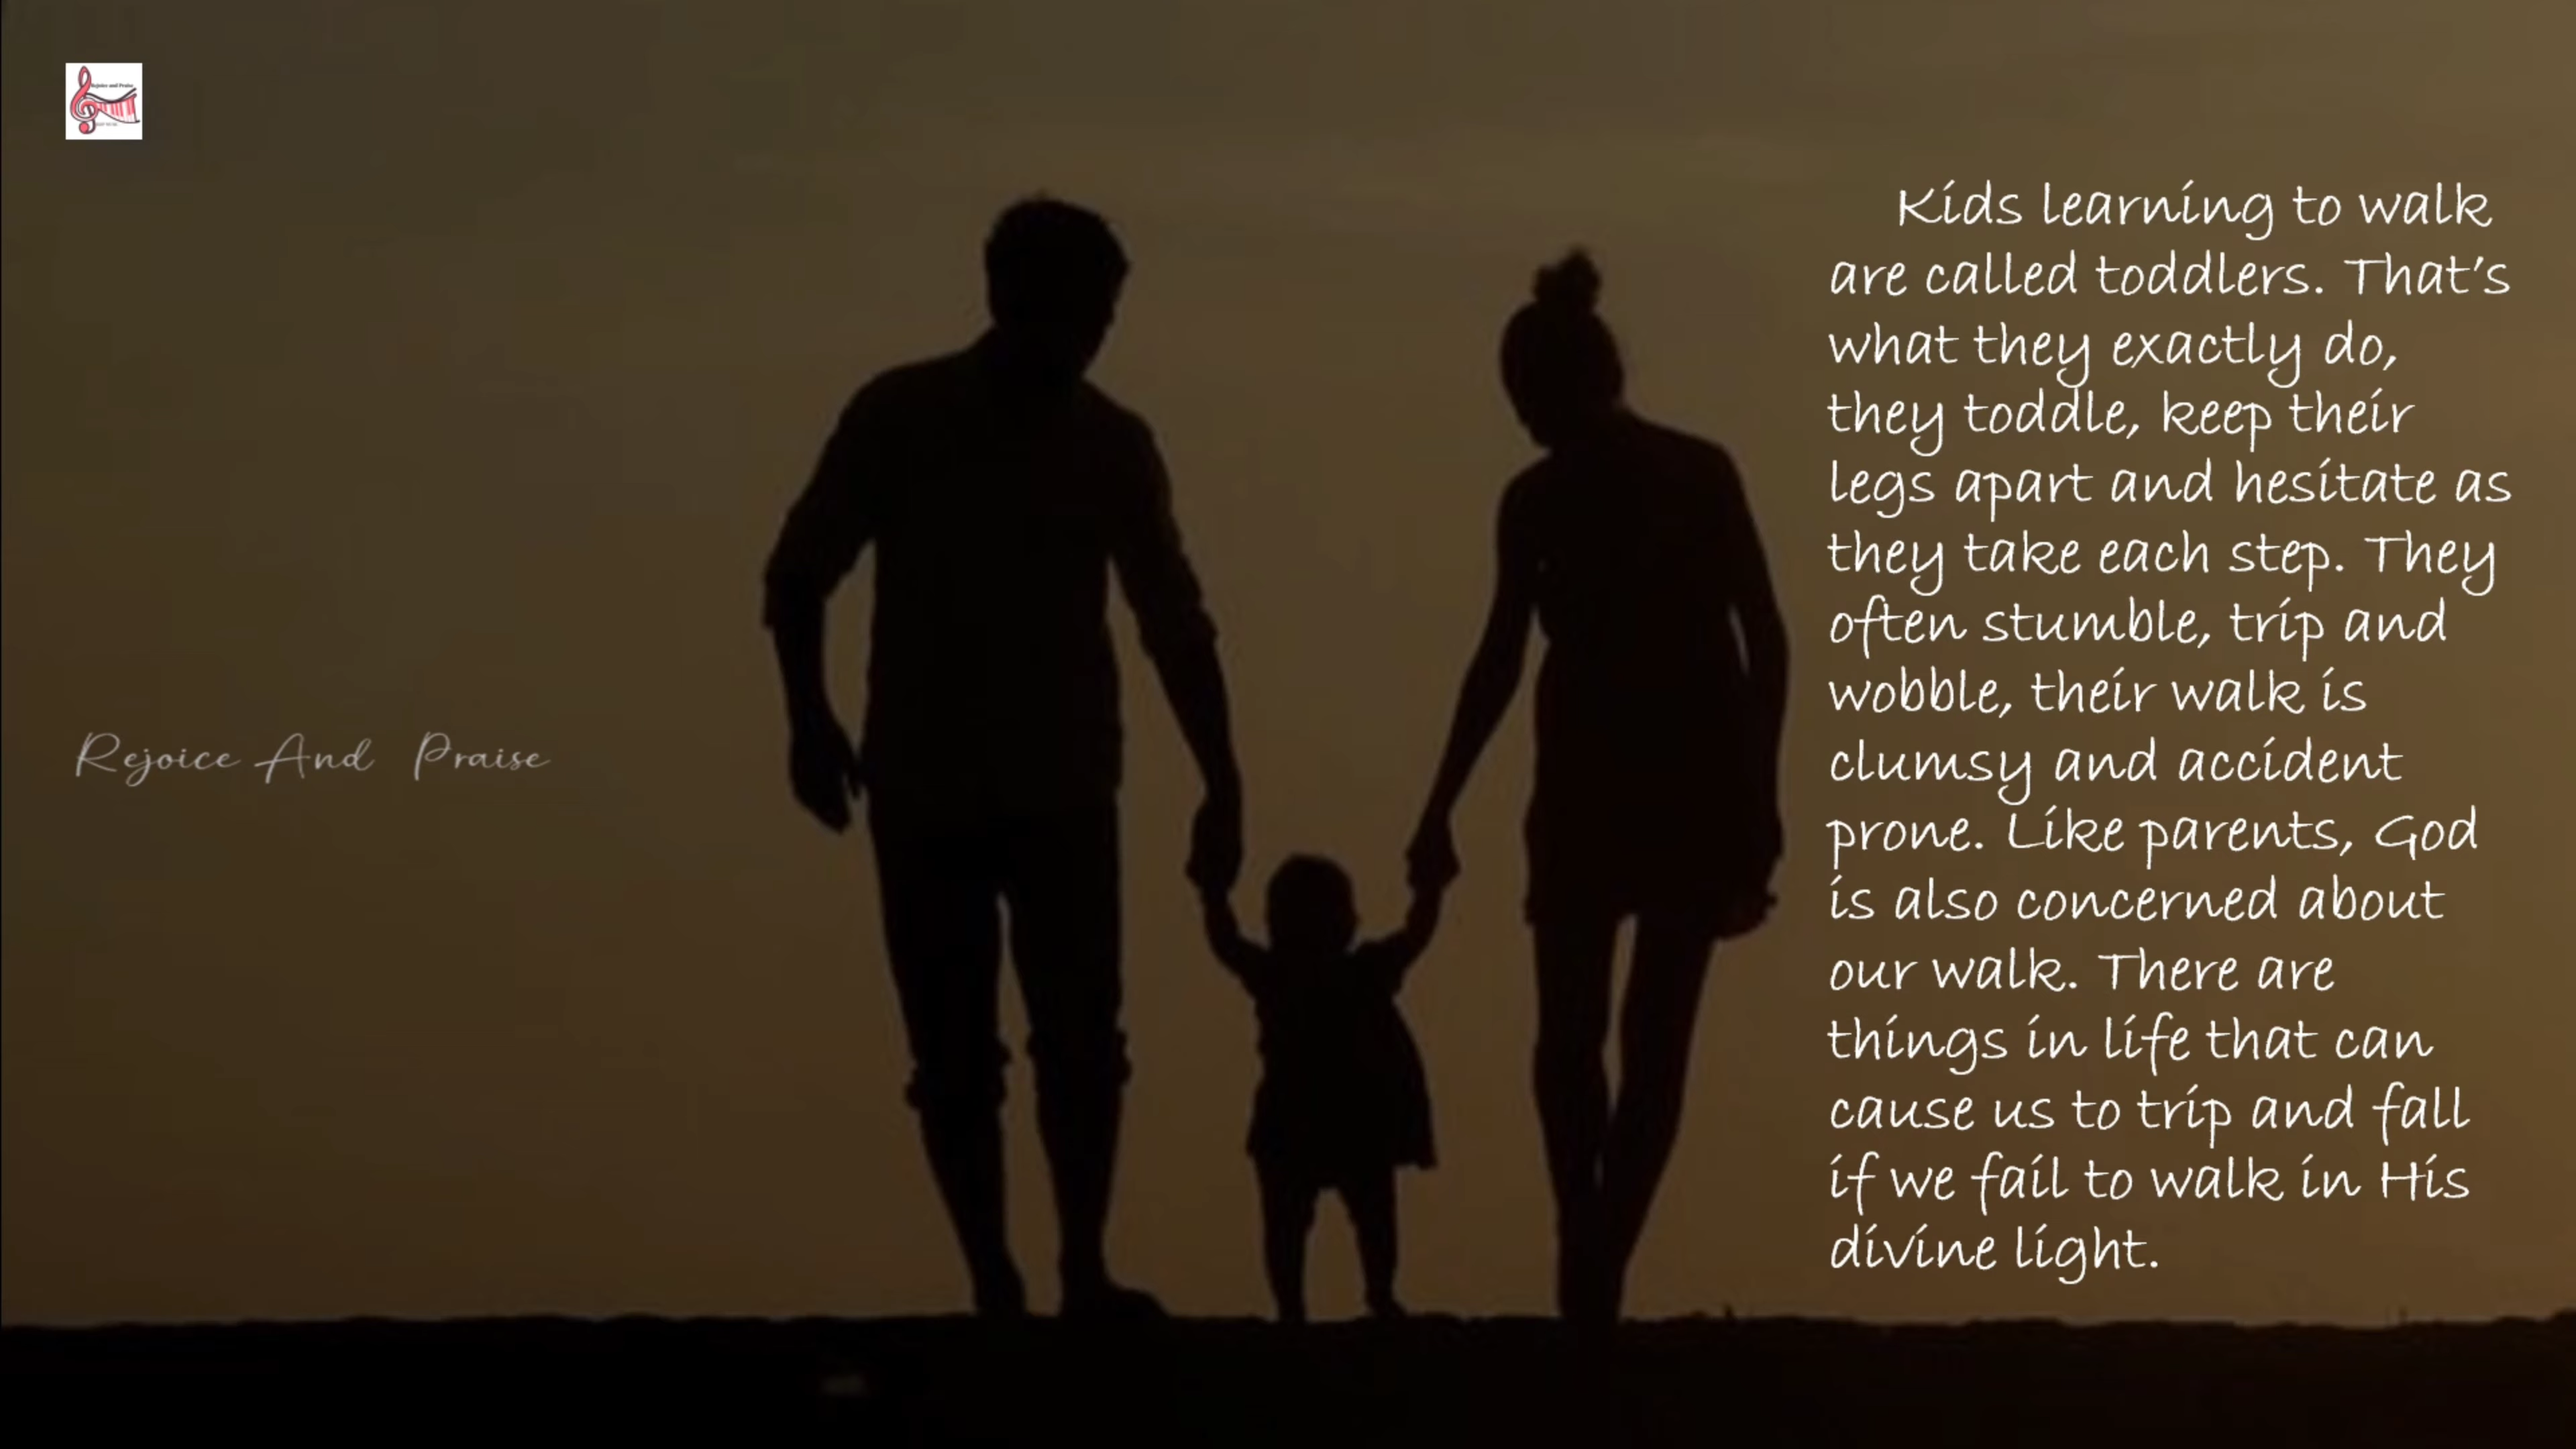 Rejoice and Praise
Kids learning to walk
are called toddlers. That's
what they exactly do,
they toddle, keep their
legs apart and hesitate as
they take each step. They
often stumble, trip and
wobble, their walk is
clumsy and accident
prone. Like parents, God
is also concerned about
our walk. There are
things in life that can
cause us to trip and fall
if we fail to walk in His
divine light.
Rejoice And Praise